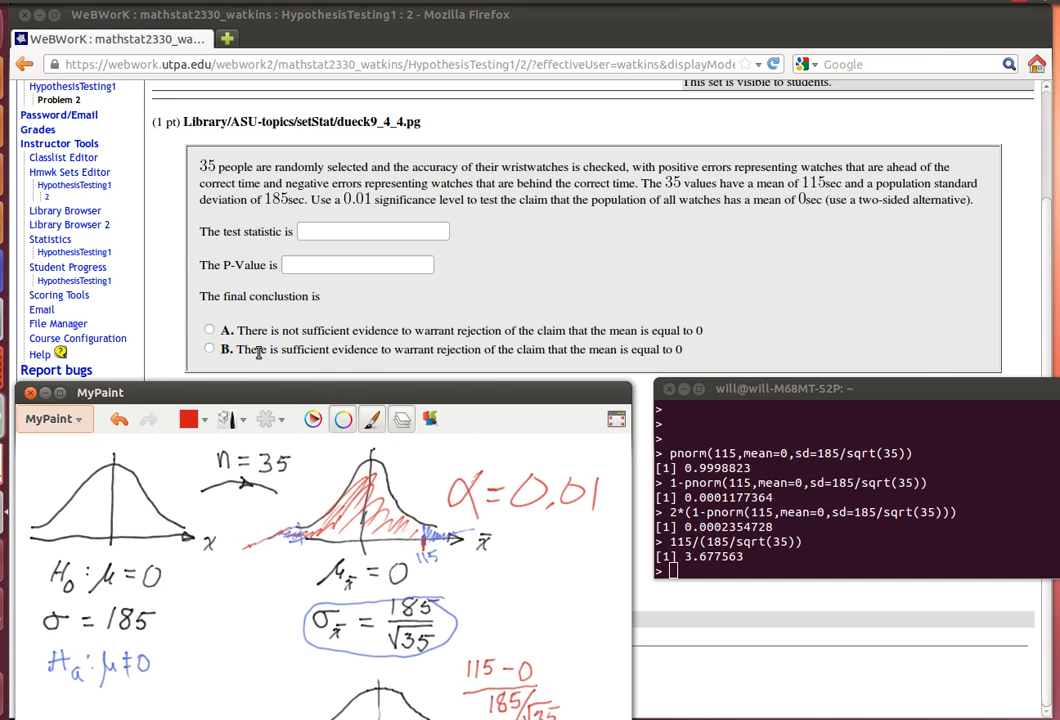 WeBWorK : mathstat2330_watkins : HypothesisTesting1 : 2 - Mozilla Firefox
WeBWorK : mathstat2330_wa...
https://webwork.utpa.edu/webwork2/mathstat2330_watkins/HypothesisTesting1/2/?effectiveUser=watkins&displayMode
Google
HypothesisTesting1
Problem 2
Password/Email
Grades
Instructor Tools
Classlist Editor
Hmwk Sets Editor
HypothesisTesting1
2
Library Browser
Library Browser 2
Statistics
HypothesisTesting1
Student Progress
HypothesisTesting1
Scoring Tools
Email
File Manager
Course Configuration
Help ?
Report bugs
This set is visible to students.
(1 pt) Library/ASU-topics/setStat/dueck9_4_4.pg
35 people are randomly selected and the accuracy of their wristwatches is checked, with positive errors representing watches that are ahead of the
correct time and negative errors representing watches that are behind the correct time. The 35 values have a mean of 115sec and a population standard
deviation of 185sec. Use a 0.01 significance level to test the claim that the population of all watches has a mean of 0sec (use a two-sided alternative).
The test statistic is
The P-Value is
The final conclustion is
A. There is not sufficient evidence to warrant rejection of the claim that the mean is equal to 0
B. There is sufficient evidence to warrant rejection of the claim that the mean is equal to 0
MyPaint
MyPaint
n = 35
α = 0.01
x
x̄
115
H₀ : μ = 0
μ_x̄ = 0
σ = 185
σ_x̄ = 185/√35
Hₐ : μ ≠ 0
115 - 0
185/√35
will@will-M68MT-S2P: ~
>
>
>
> pnorm(115,mean=0,sd=185/sqrt(35))
[1] 0.9998823
> 1-pnorm(115,mean=0,sd=185/sqrt(35))
[1] 0.0001177364
> 2*(1-pnorm(115,mean=0,sd=185/sqrt(35)))
[1] 0.0002354728
> 115/(185/sqrt(35))
[1] 3.677563
>